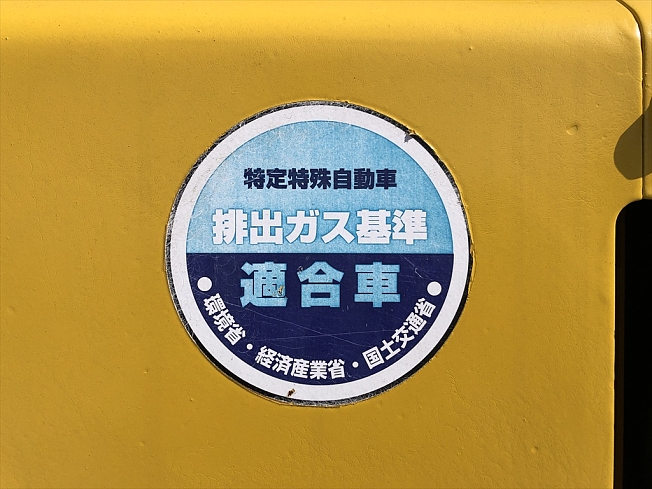 特定特殊自動車
排出ガス基準
適合車
・環境省・経済産業省・国土交通省・